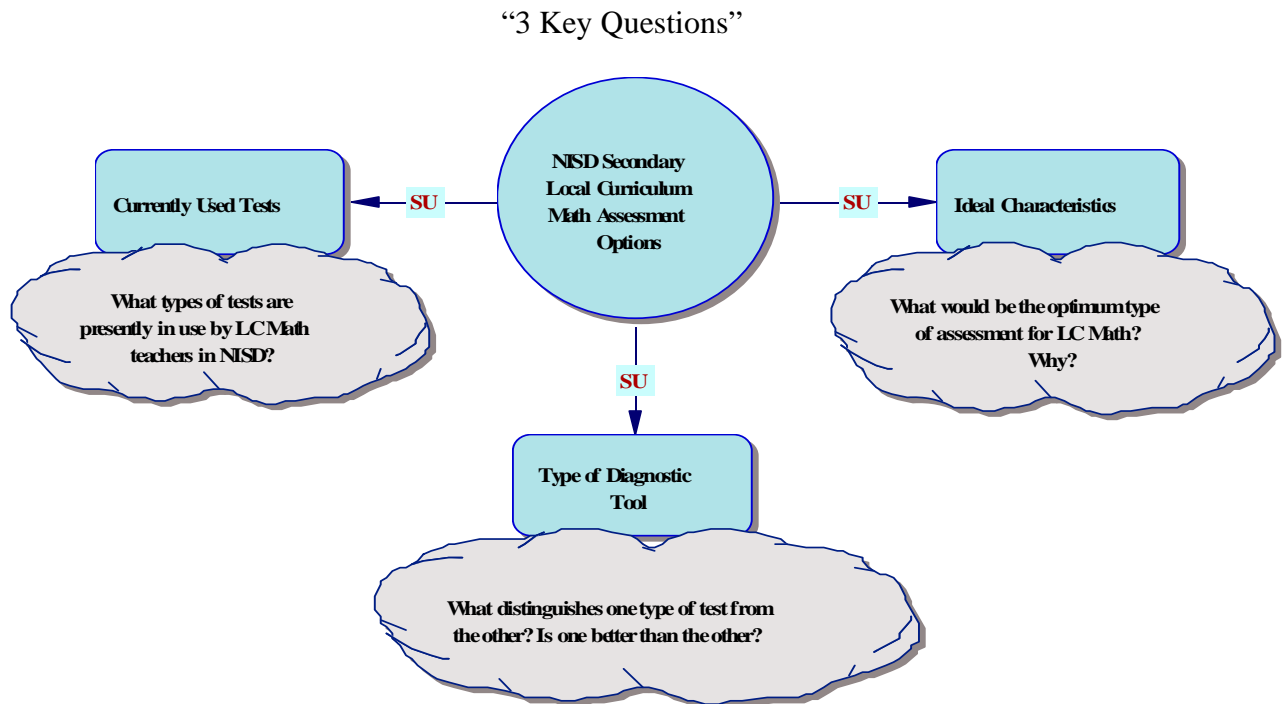 “3 Key Questions”
NISD Secondary
Local Curriculum
Math Assessment
Options
Currently Used Tests
SU
SU
Ideal Characteristics
What types of tests are
presently in use by LC Math
teachers in NISD?
What would be the optimum type
of assessment for LC Math?
Why?
SU
Type of Diagnostic
Tool
What distinguishes one type of test from
the other? Is one better than the other?